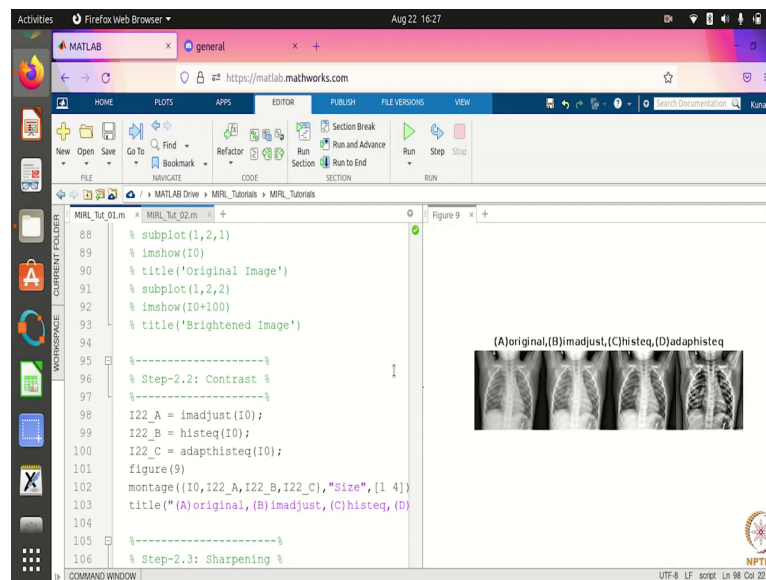 Activities Firefox Web Browser Aug 22 16:27
MATLAB × general × +
https://matlab.mathworks.com
HOME PLOTS APPS EDITOR PUBLISH FILE VERSIONS VIEW Search Documentation Kuna
New Open Save Go To Find Bookmark Refactor Run Section Section Break Run and Advance Run to End Run Step Stop
FILE NAVIGATE CODE SECTION RUN
/ > MATLAB Drive > MIRL_Tutorials > MIRL_Tutorials
MIRL_Tut_01.m × MIRL_Tut_02.m × + Figure 9 × +
CURRENT FOLDER
WORKSPACE
88 % subplot(1,2,1)
89 % imshow(I0)
90 % title('Original Image')
91 % subplot(1,2,2)
92 % imshow(I0+100)
93 % title('Brightened Image')
94
95 %--------------------%
96 % Step-2.2: Contrast %
97 %--------------------%
98 I22_A = imadjust(I0);
99 I22_B = histeq(I0);
100 I22_C = adapthisteq(I0);
101 figure(9)
102 montage({I0,I22_A,I22_B,I22_C},"Size",[1 4])
103 title("(A)original,(B)imadjust,(C)histeq,(D)
104
105 %----------------------%
106 % Step-2.3: Sharpening %
(A)original,(B)imadjust,(C)histeq,(D)adaphisteq
NPTE
COMMAND WINDOW UTF-8 LF script Ln 98 Col 22